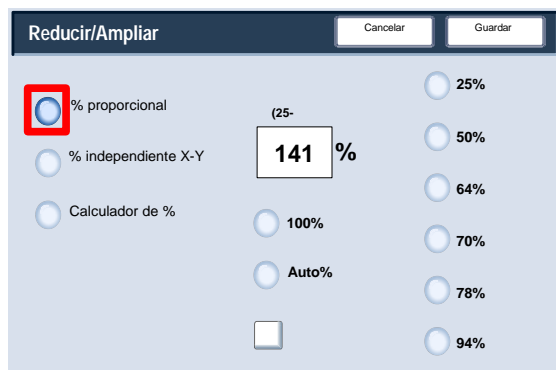 Reducir/Ampliar
Cancelar
Guardar
% proporcional
% independiente X-Y
Calculador de %
(25-
141 %
100%
Auto%
25%
50%
64%
70%
78%
94%